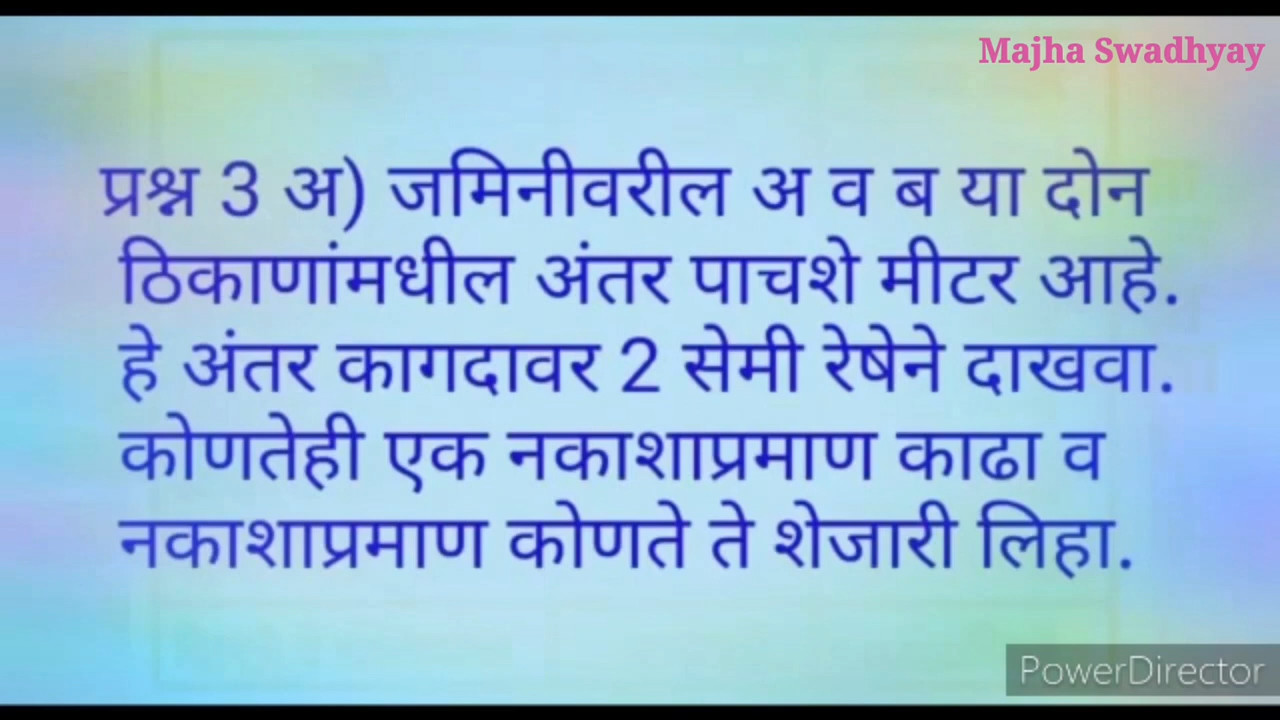 Majha Swadhyay
प्रश्न 3 अ) जमिनीवरील अ व ब या दोन
ठिकाणांमधील अंतर पाचशे मीटर आहे.
हे अंतर कागदावर 2 सेमी रेषेने दाखवा.
कोणतेही एक नकाशाप्रमाण काढा व
नकाशाप्रमाण कोणते ते शेजारी लिहा.
PowerDirector